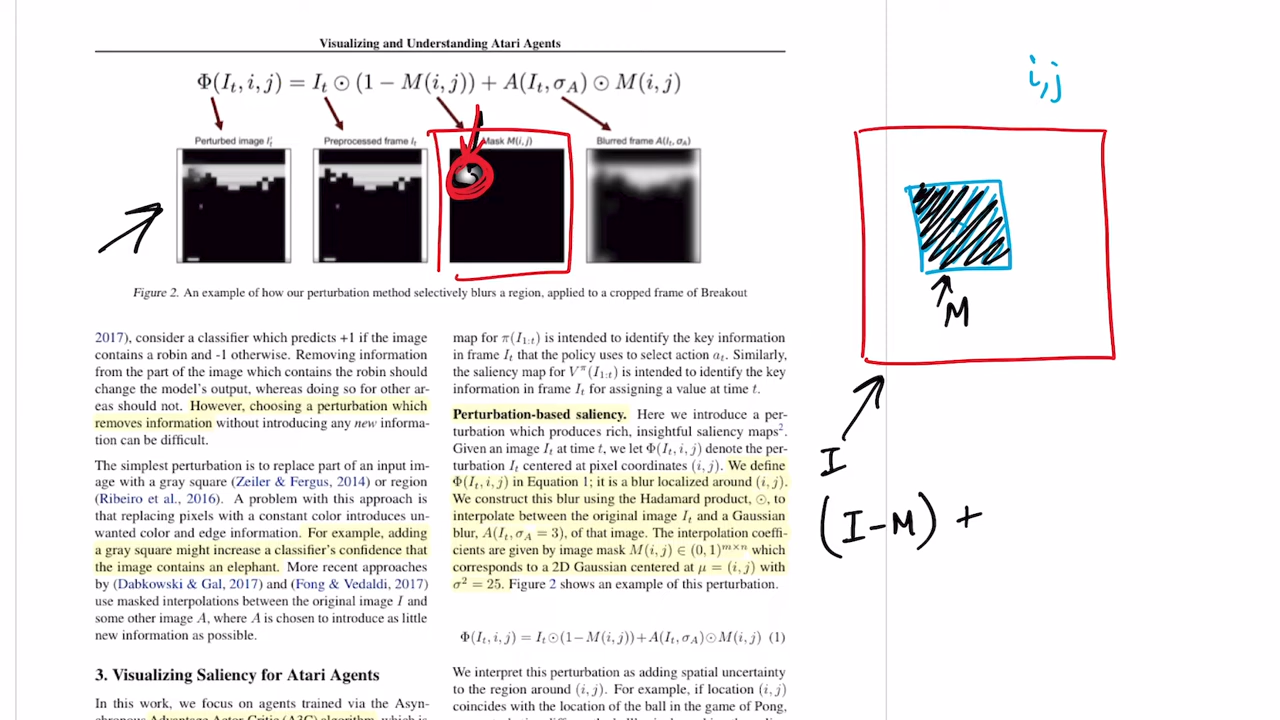 Visualizing and Understanding Atari Agents
Φ(I_t, i, j) = I_t ⊙ (1 − M(i, j)) + A(I_t, σ_A) ⊙ M(i, j)
Perturbed image I′_t
Preprocessed frame I_t
Mask M(i, j)
Blurred frame A(I_t, σ_A)
Figure 2. An example of how our perturbation method selectively blurs a region, applied to a cropped frame of Breakout
2017), consider a classifier which predicts +1 if the image
contains a robin and -1 otherwise. Removing information
from the part of the image which contains the robin should
change the model's output, whereas doing so for other ar-
eas should not. However, choosing a perturbation which
removes information without introducing any new informa-
tion can be difficult.
The simplest perturbation is to replace part of an input im-
age with a gray square (Zeiler & Fergus, 2014) or region
(Ribeiro et al., 2016). A problem with this approach is
that replacing pixels with a constant color introduces un-
wanted color and edge information. For example, adding
a gray square might increase a classifier's confidence that
the image contains an elephant. More recent approaches
by (Dabkowski & Gal, 2017) and (Fong & Vedaldi, 2017)
use masked interpolations between the original image I and
some other image A, where A is chosen to introduce as little
new information as possible.
3. Visualizing Saliency for Atari Agents
In this work, we focus on agents trained via the Asyn-
chronous Advantage Actor-Critic (A3C) algorithm, which is
map for π(I_{1:t}) is intended to identify the key information
in frame I_t that the policy uses to select action a_t. Similarly,
the saliency map for V^π(I_{1:t}) is intended to identify the key
information in frame I_t for assigning a value at time t.
Perturbation-based saliency. Here we introduce a per-
turbation which produces rich, insightful saliency maps².
Given an image I_t at time t, we let Φ(I_t, i, j) denote the per-
turbation I_t centered at pixel coordinates (i, j). We define
Φ(I_t, i, j) in Equation 1; it is a blur localized around (i, j).
We construct this blur using the Hadamard product, ⊙, to
interpolate between the original image I_t and a Gaussian
blur, A(I_t, σ_A = 3), of that image. The interpolation coeffi-
cients are given by image mask M(i, j) ∈ (0, 1)^{m×n} which
corresponds to a 2D Gaussian centered at μ = (i, j) with
σ² = 25. Figure 2 shows an example of this perturbation.
Φ(I_t, i, j) = I_t⊙(1−M(i, j))+A(I_t, σ_A)⊙M(i, j) (1)
We interpret this perturbation as adding spatial uncertainty
to the region around (i, j). For example, if location (i, j)
coincides with the location of the ball in the game of Pong,
i,j
M
I
(I-M) +